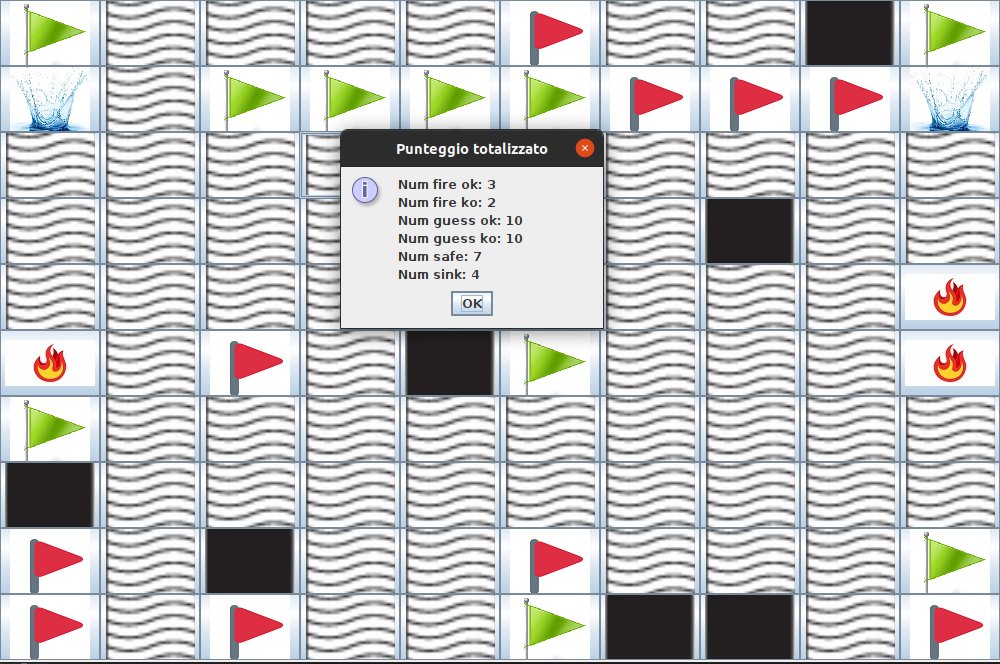 Punteggio totalizzato
Num fire ok: 3
Num fire ko: 2
Num guess ok: 10
Num guess ko: 10
Num safe: 7
Num sink: 4
OK